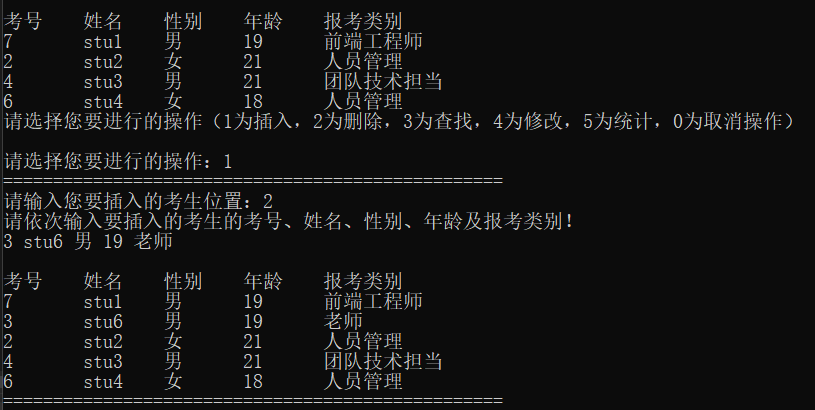 考号 姓名 性别 年龄 报考类别
7 stu1 男 19 前端工程师
2 stu2 女 21 人员管理
4 stu3 男 21 团队技术担当
6 stu4 女 18 人员管理
请选择您要进行的操作（1为插入，2为删除，3为查找，4为修改，5为统计，0为取消操作）
请选择您要进行的操作：1
==================================================
请输入您要插入的考生位置：2
请依次输入要插入的考生的考号、姓名、性别、年龄及报考类别！
3 stu6 男 19 老师
考号 姓名 性别 年龄 报考类别
7 stu1 男 19 前端工程师
3 stu6 男 19 老师
2 stu2 女 21 人员管理
4 stu3 男 21 团队技术担当
6 stu4 女 18 人员管理
==================================================